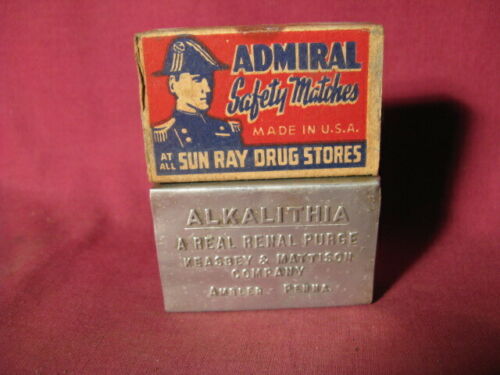 ADMIRAL
Safety Matches
MADE IN U.S.A.
AT ALL SUN RAY DRUG STORES
ALKALITHIA
A REAL RENAL PURGE
KEASBEY & MATTISON
COMPANY
AMBLER PENNA.